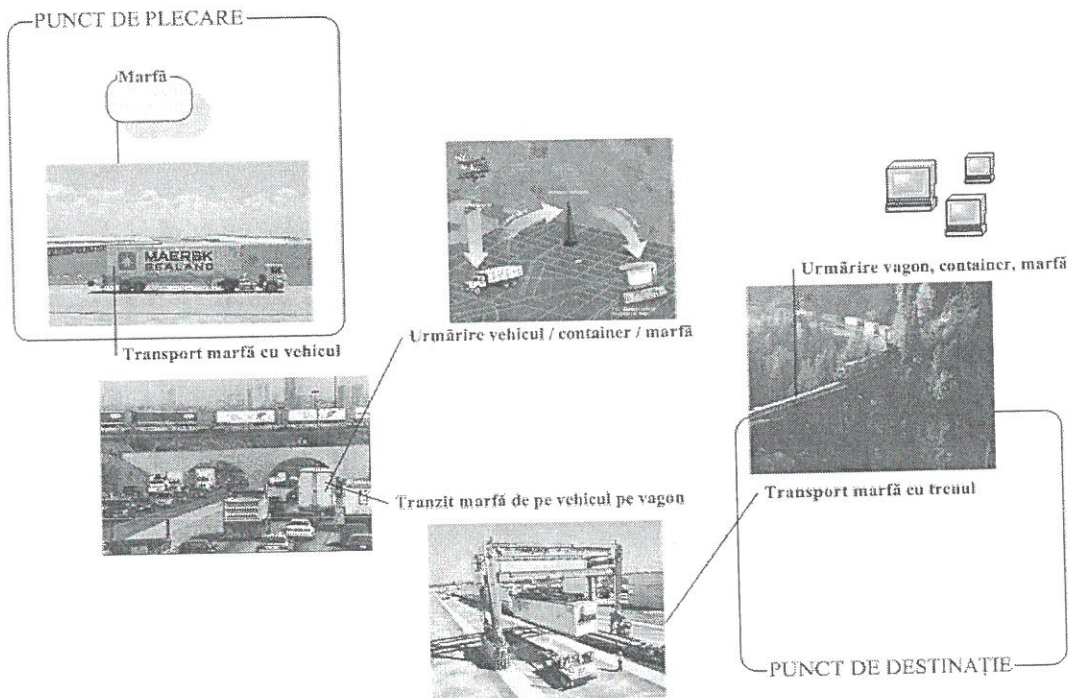 PUNCT DE PLECARE
Marfă
MAERSK
SEALAND
Transport marfă cu vehicul
Urmărire vehicul / container / marfă
Urmărire vagon, container, marfă
Tranzit marfă de pe vehicul pe vagon
Transport marfă cu trenul
PUNCT DE DESTINAȚIE